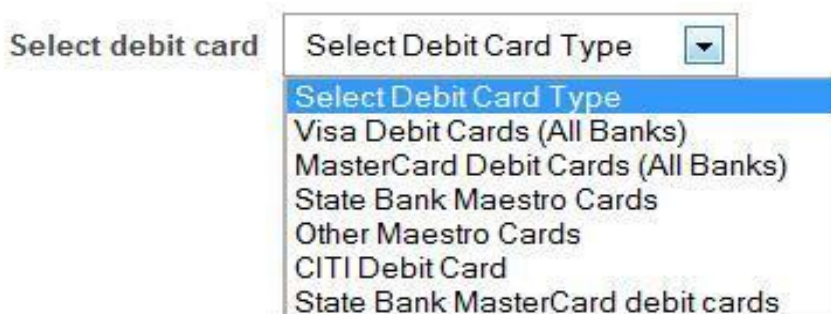 Select debit card Select Debit Card Type
Select Debit Card Type
Visa Debit Cards (All Banks)
MasterCard Debit Cards (All Banks)
State Bank Maestro Cards
Other Maestro Cards
CITI Debit Card
State Bank MasterCard debit cards